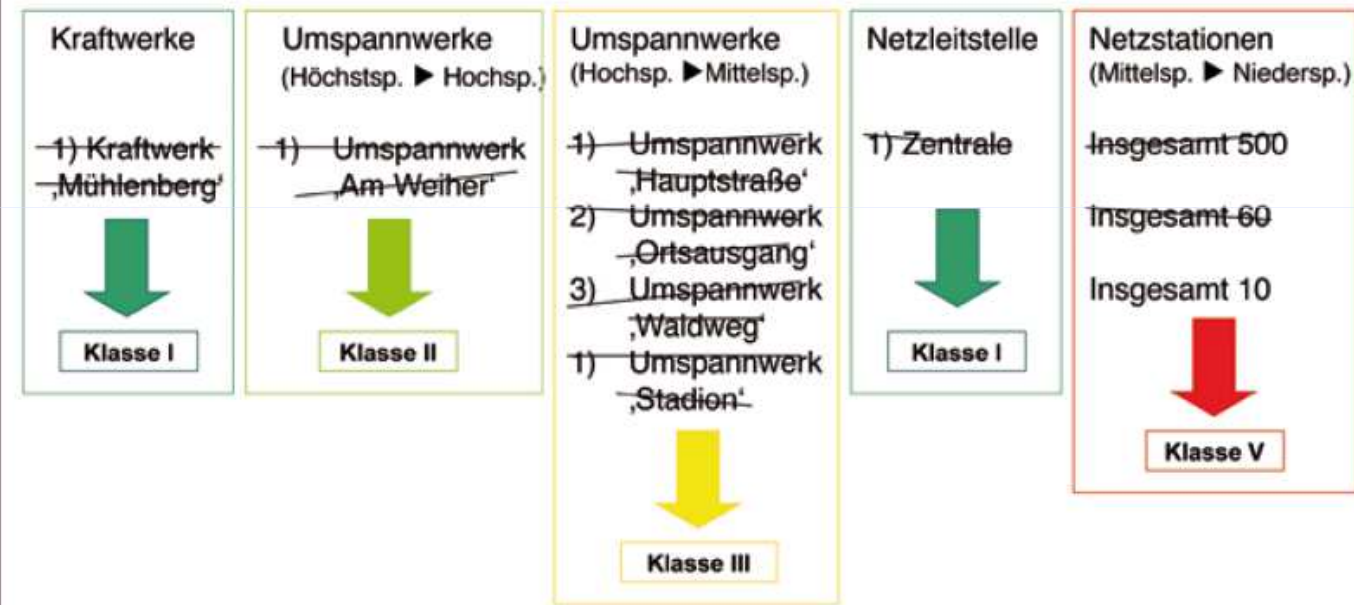 Kraftwerke
1) Kraftwerk
‚Mühlenberg‘
Klasse I
Umspannwerke
(Höchstsp. ► Hochsp.)
1) Umspannwerk
‚Am Weiher‘
Klasse II
Umspannwerke
(Hochsp. ►Mittelsp.)
1) Umspannwerk
‚Hauptstraße‘
2) Umspannwerk
‚Ortsausgang‘
3) Umspannwerk
‚Waldweg‘
1) Umspannwerk
‚Stadion‘
Klasse III
Netzleitstelle
1) Zentrale
Klasse I
Netzstationen
(Mittelsp. ► Niedersp.)
Insgesamt 500
Insgesamt 60
Insgesamt 10
Klasse V